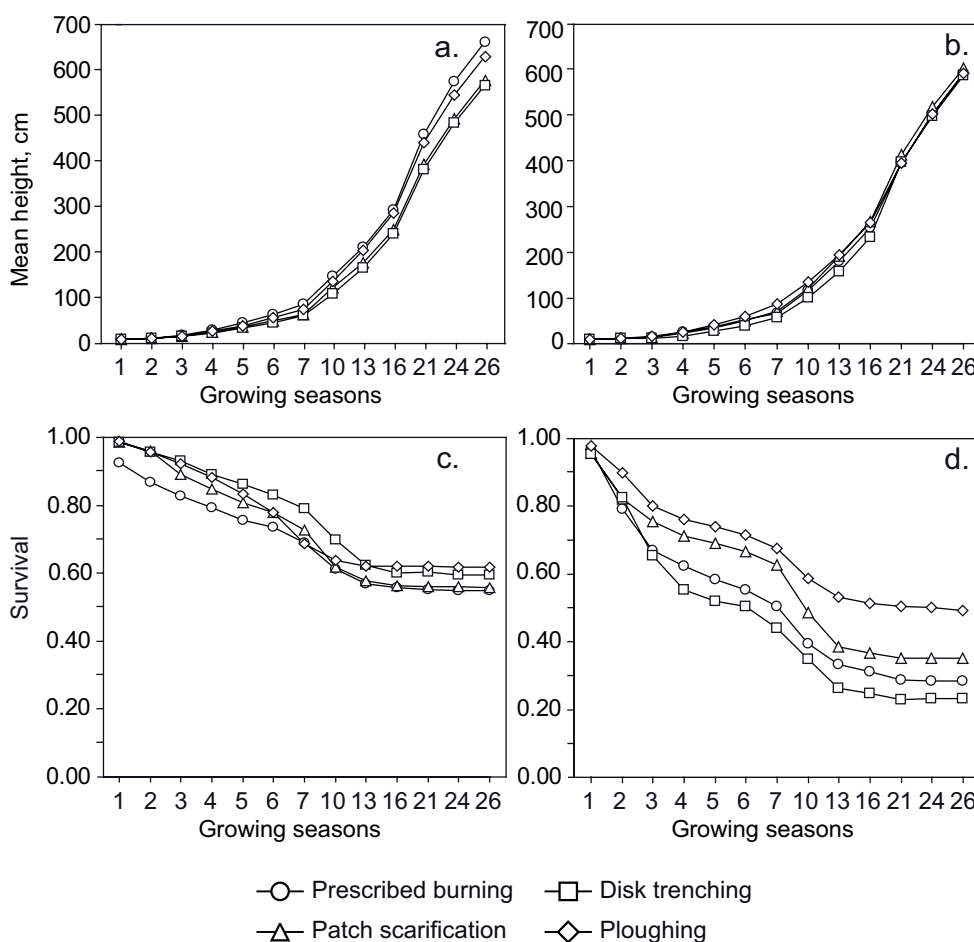 700
600
500
400
300
200
100
0
Mean height, cm
a.
1 2 3 4 5 6 7 10 13 16 21 24 26
Growing seasons
700
600
500
400
300
200
100
0
b.
1 2 3 4 5 6 7 10 13 16 21 24 26
Growing seasons
1.00
0.80
0.60
0.40
0.20
0.00
Survival
c.
1 2 3 4 5 6 7 10 13 16 21 24 26
Growing seasons
1.00
0.80
0.60
0.40
0.20
0.00
d.
1 2 3 4 5 6 7 10 13 16 21 24 26
Growing seasons
Prescribed burning
Disk trenching
Patch scarification
Ploughing